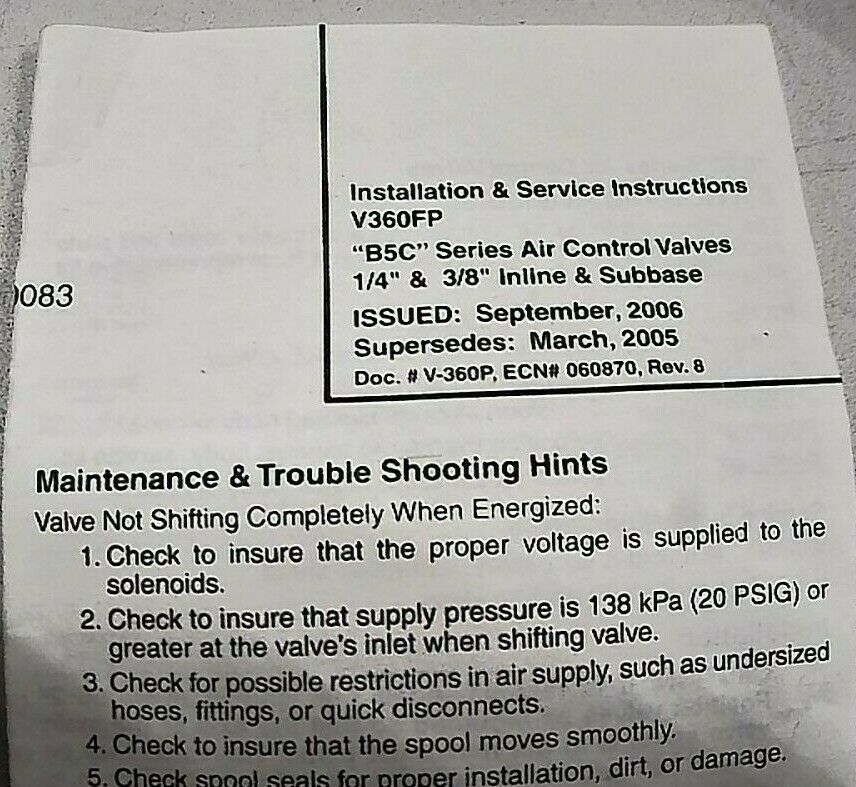 Installation & Service Instructions
V360FP
"B5C" Series Air Control Valves
1/4" & 3/8" Inline & Subbase
ISSUED: September, 2006
Supersedes: March, 2005
Doc. # V-360P, ECN# 060870, Rev. 8
083
Maintenance & Trouble Shooting Hints
Valve Not Shifting Completely When Energized:
1. Check to insure that the proper voltage is supplied to the
solenoids.
2. Check to insure that supply pressure is 138 kPa (20 PSIG) or
greater at the valve's inlet when shifting valve.
3. Check for possible restrictions in air supply, such as undersized
hoses, fittings, or quick disconnects.
4. Check to insure that the spool moves smoothly.
5. Check spool seals for proper installation, dirt, or damage.